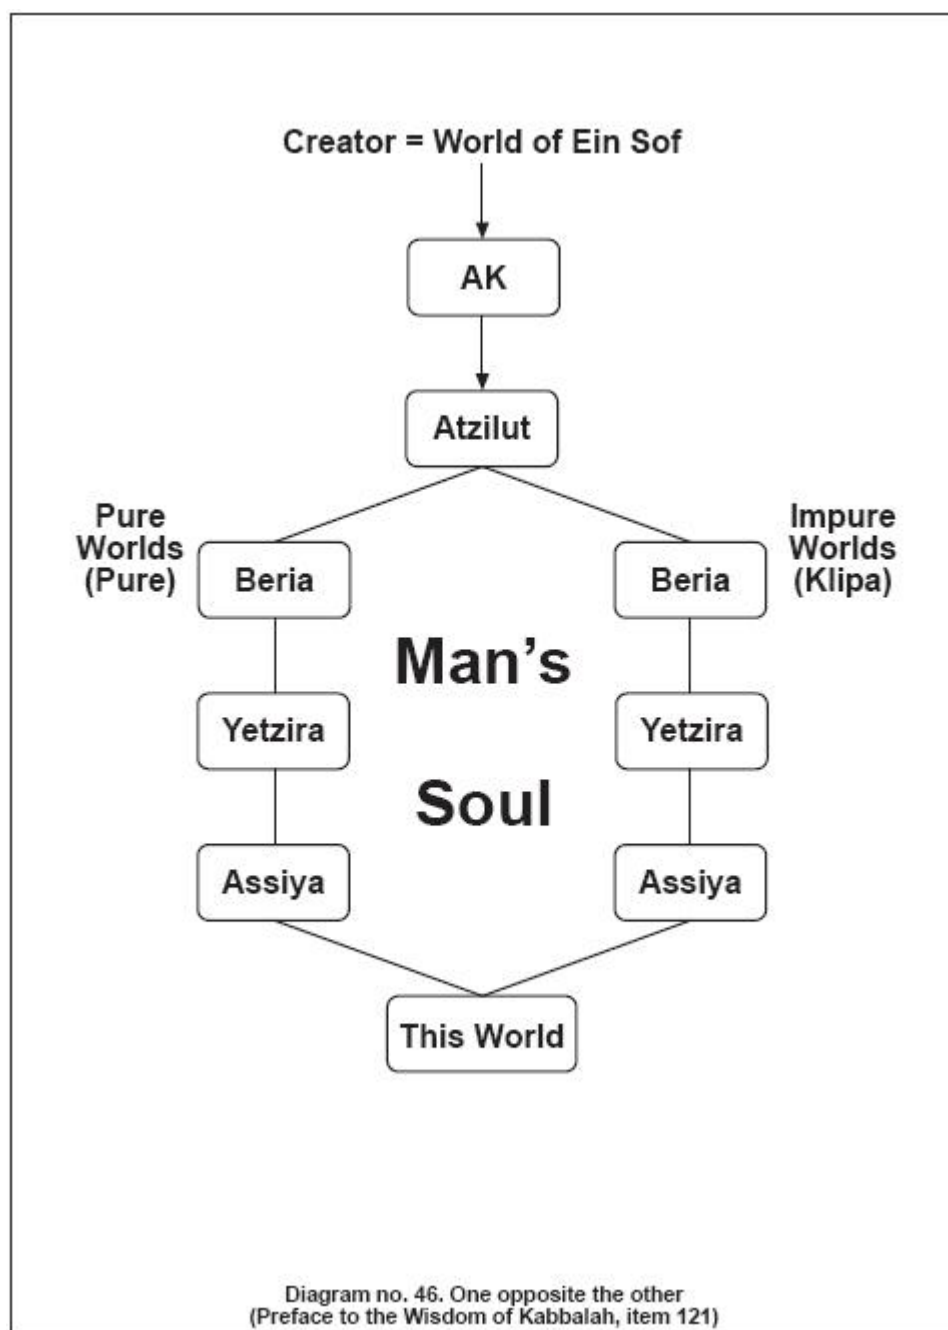 Creator = World of Ein Sof
AK
Atzilut
Pure
Worlds
(Pure)
Impure
Worlds
(Klipa)
Beria
Beria
Man's
Yetzira
Yetzira
Soul
Assiya
Assiya
This World
Diagram no. 46. One opposite the other
(Preface to the Wisdom of Kabbalah, item 121)